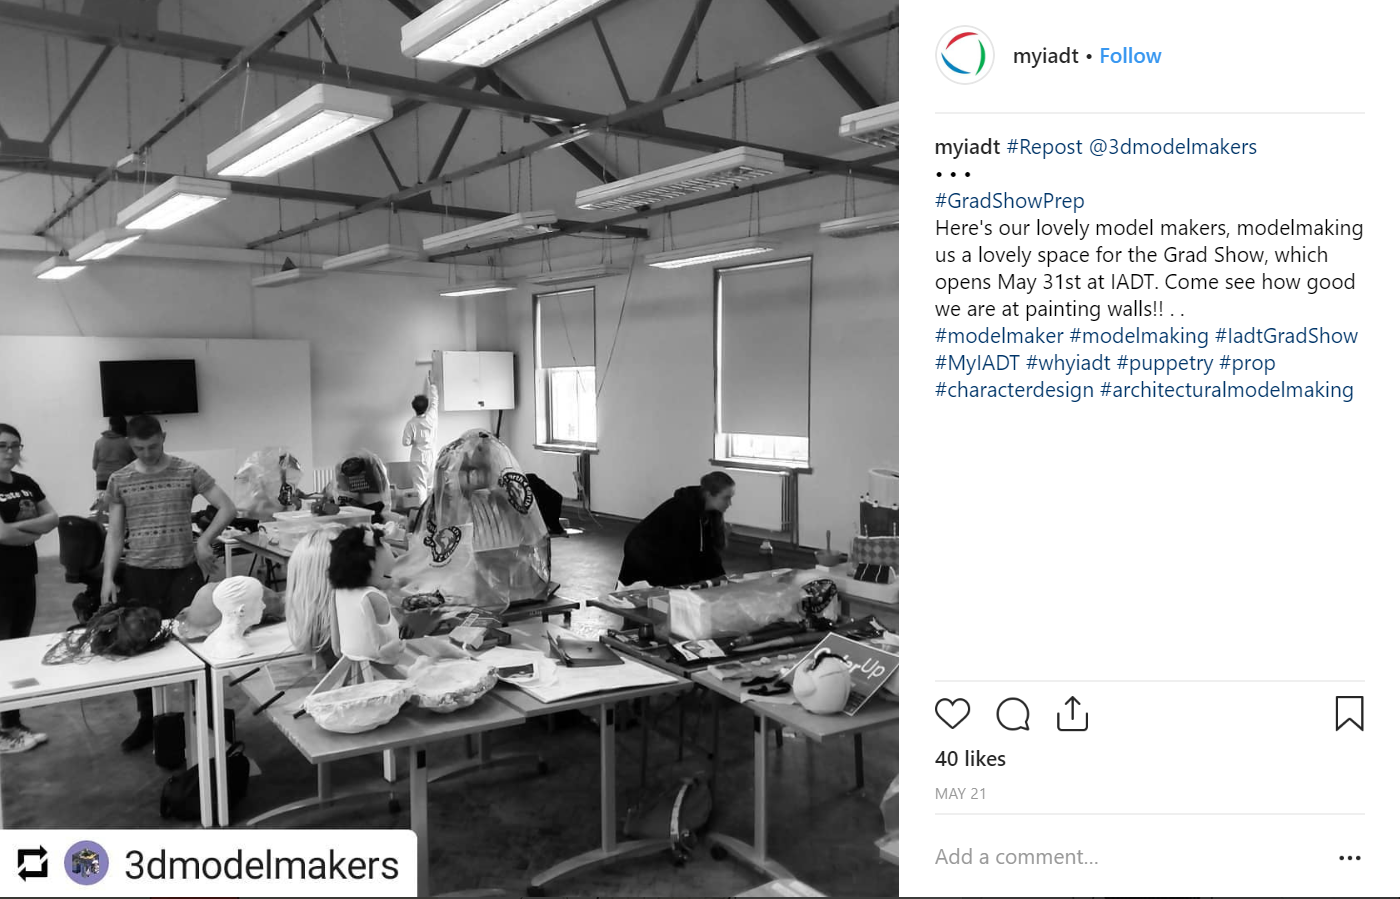 myiadt • Follow
myiadt #Repost @3dmodelmakers
• • •
#GradShowPrep
Here's our lovely model makers, modelmaking
us a lovely space for the Grad Show, which
opens May 31st at IADT. Come see how good
we are at painting walls!! . .
#modelmaker #modelmaking #IadtGradShow
#MyIADT #whyiadt #puppetry #prop
#characterdesign #architecturalmodelmaking
40 likes
MAY 21
Add a comment...
Up
3dmodelmakers